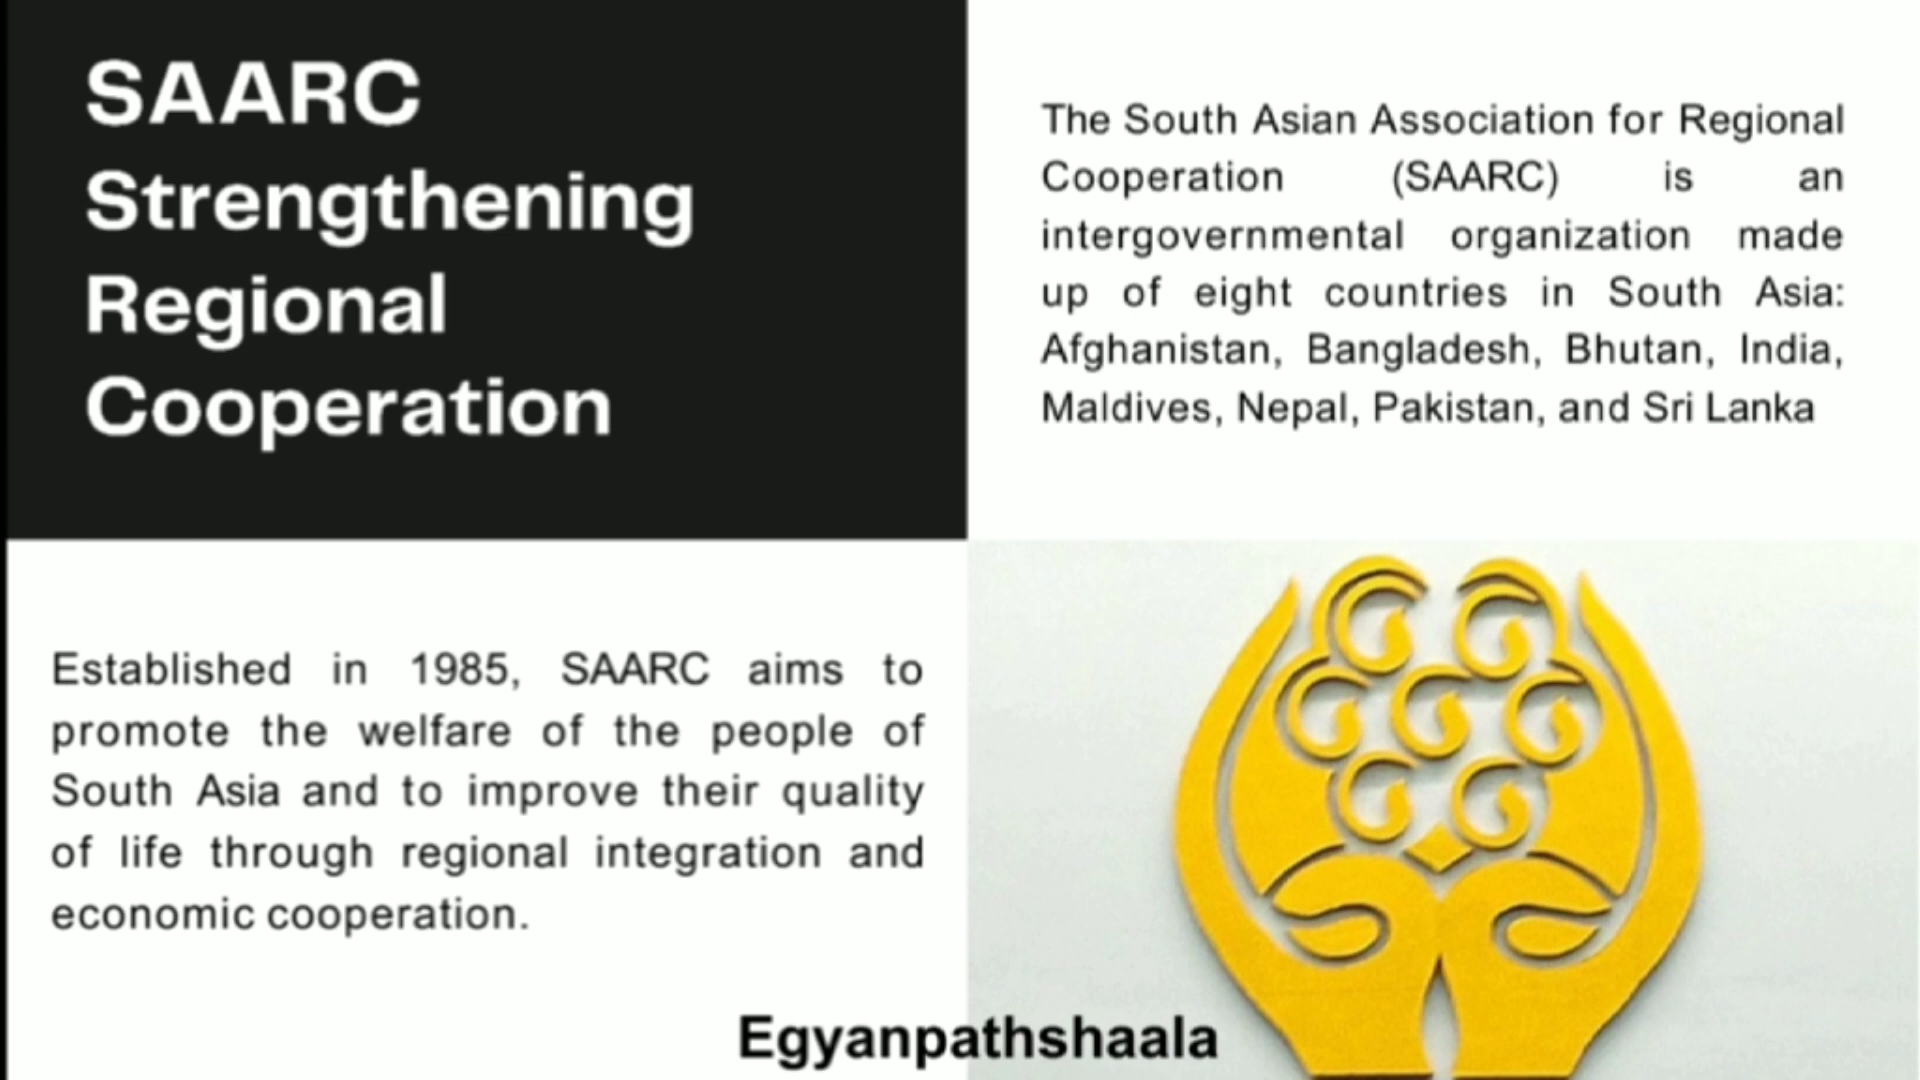 SAARC
Strengthening
Regional
Cooperation
The South Asian Association for Regional
Cooperation (SAARC) is an
intergovernmental organization made
up of eight countries in South Asia:
Afghanistan, Bangladesh, Bhutan, India,
Maldives, Nepal, Pakistan, and Sri Lanka
Established in 1985, SAARC aims to
promote the welfare of the people of
South Asia and to improve their quality
of life through regional integration and
economic cooperation.
Egyanpathshaala